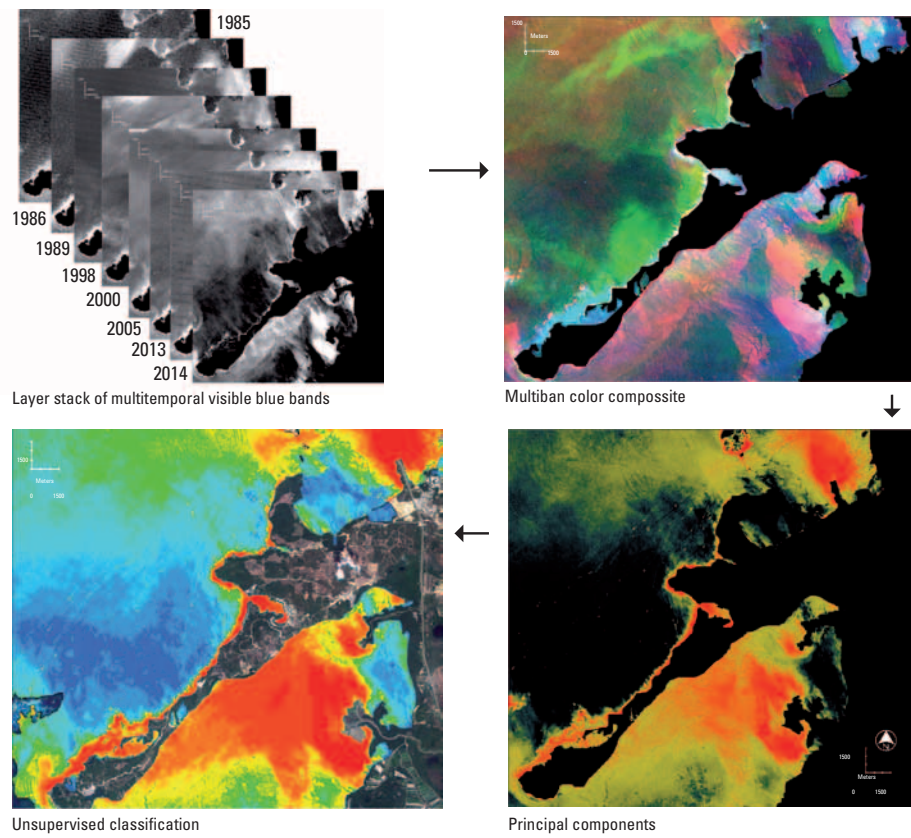 1985
1986
1989
1998
2000
2005
2013
2014
Layer stack of multitemporal visible blue bands
1500
Meters
0 1500
Multiban color compossite
1500
Meters
0 1500
Unsupervised classification
N
1500
Meters
0 1500
Principal components